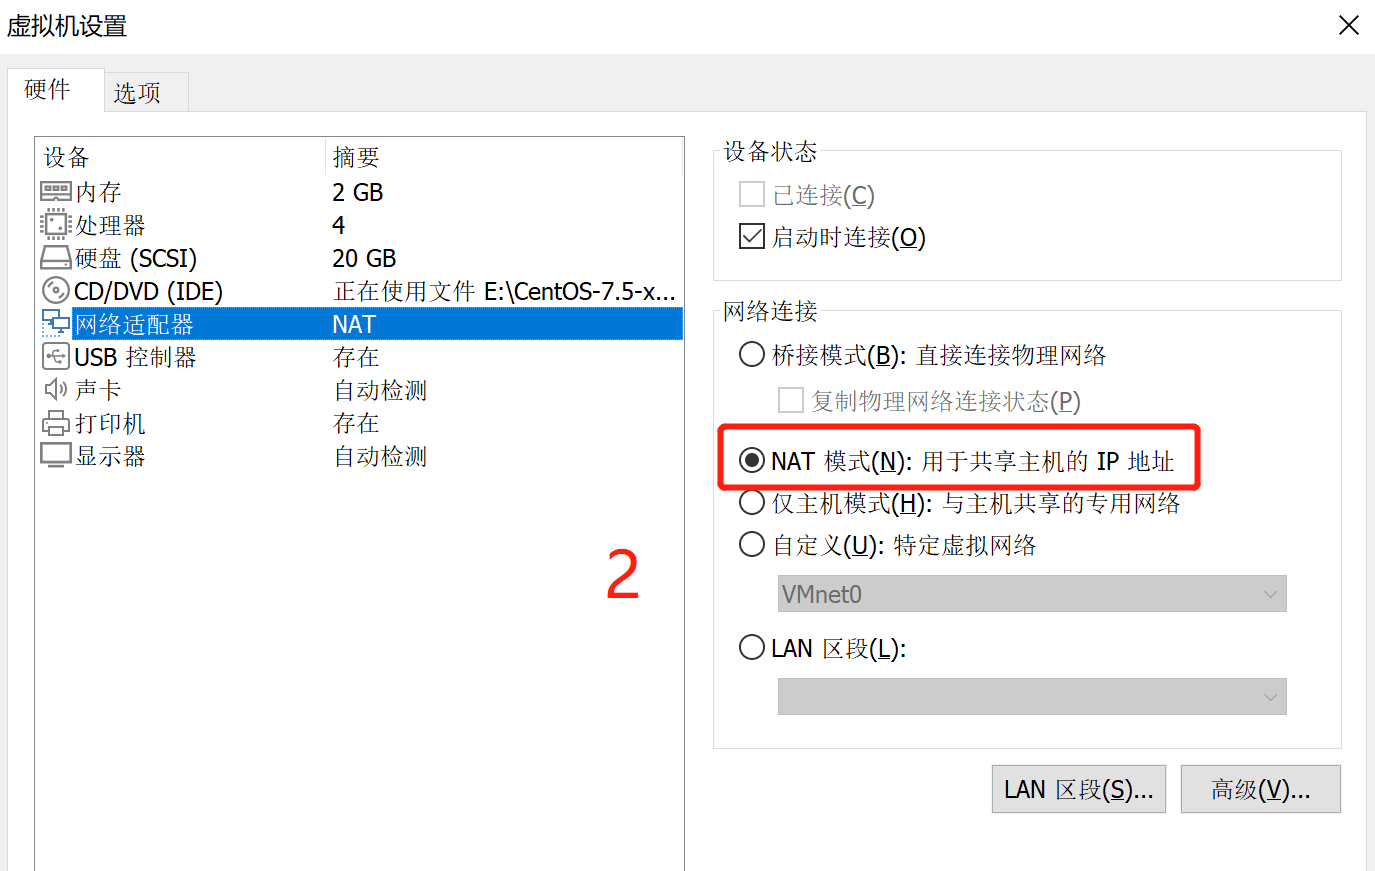 虚拟机设置
硬件
选项
设备 摘要
内存 2 GB
处理器 4
硬盘 (SCSI) 20 GB
CD/DVD (IDE) 正在使用文件 E:\CentOS-7.5-x...
网络适配器 NAT
USB 控制器 存在
声卡 自动检测
打印机 存在
显示器 自动检测
2
设备状态
已连接(C)
启动时连接(O)
网络连接
桥接模式(B): 直接连接物理网络
复制物理网络连接状态(P)
NAT 模式(N): 用于共享主机的 IP 地址
仅主机模式(H): 与主机共享的专用网络
自定义(U): 特定虚拟网络
VMnet0
LAN 区段(L):
LAN 区段(S)...
高级(V)...